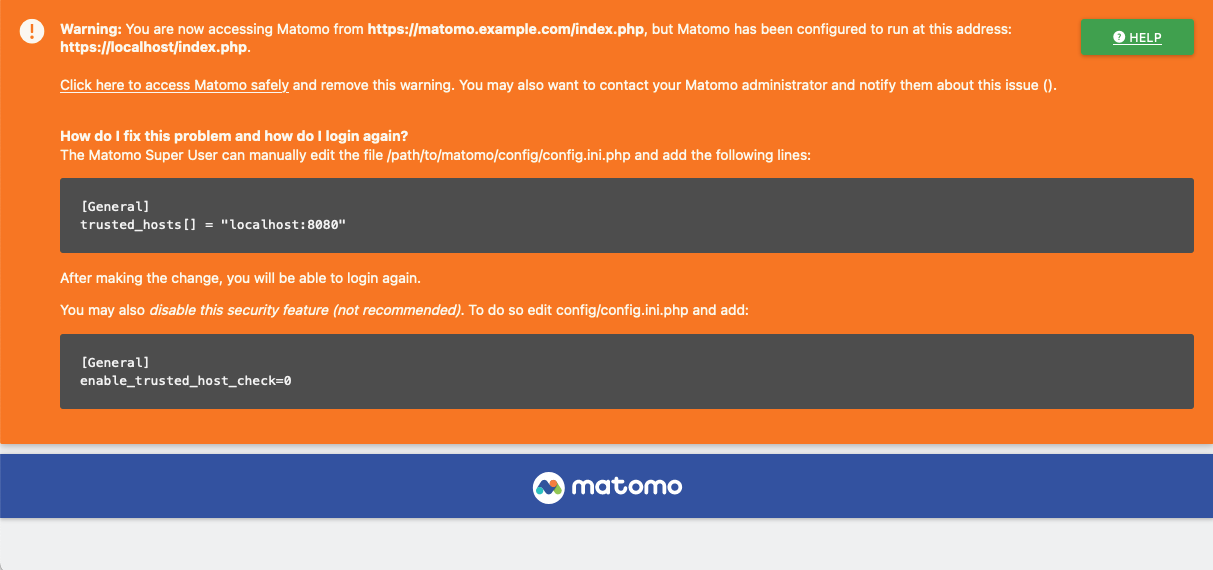 Warning: You are now accessing Matomo from https://matomo.example.com/index.php, but Matomo has been configured to run at this address:
https://localhost/index.php.
HELP
Click here to access Matomo safely and remove this warning. You may also want to contact your Matomo administrator and notify them about this issue ().
How do I fix this problem and how do I login again?
The Matomo Super User can manually edit the file /path/to/matomo/config/config.ini.php and add the following lines:
[General]
trusted_hosts[] = "localhost:8080"
After making the change, you will be able to login again.
You may also disable this security feature (not recommended). To do so edit config/config.ini.php and add:
[General]
enable_trusted_host_check=0
matomo